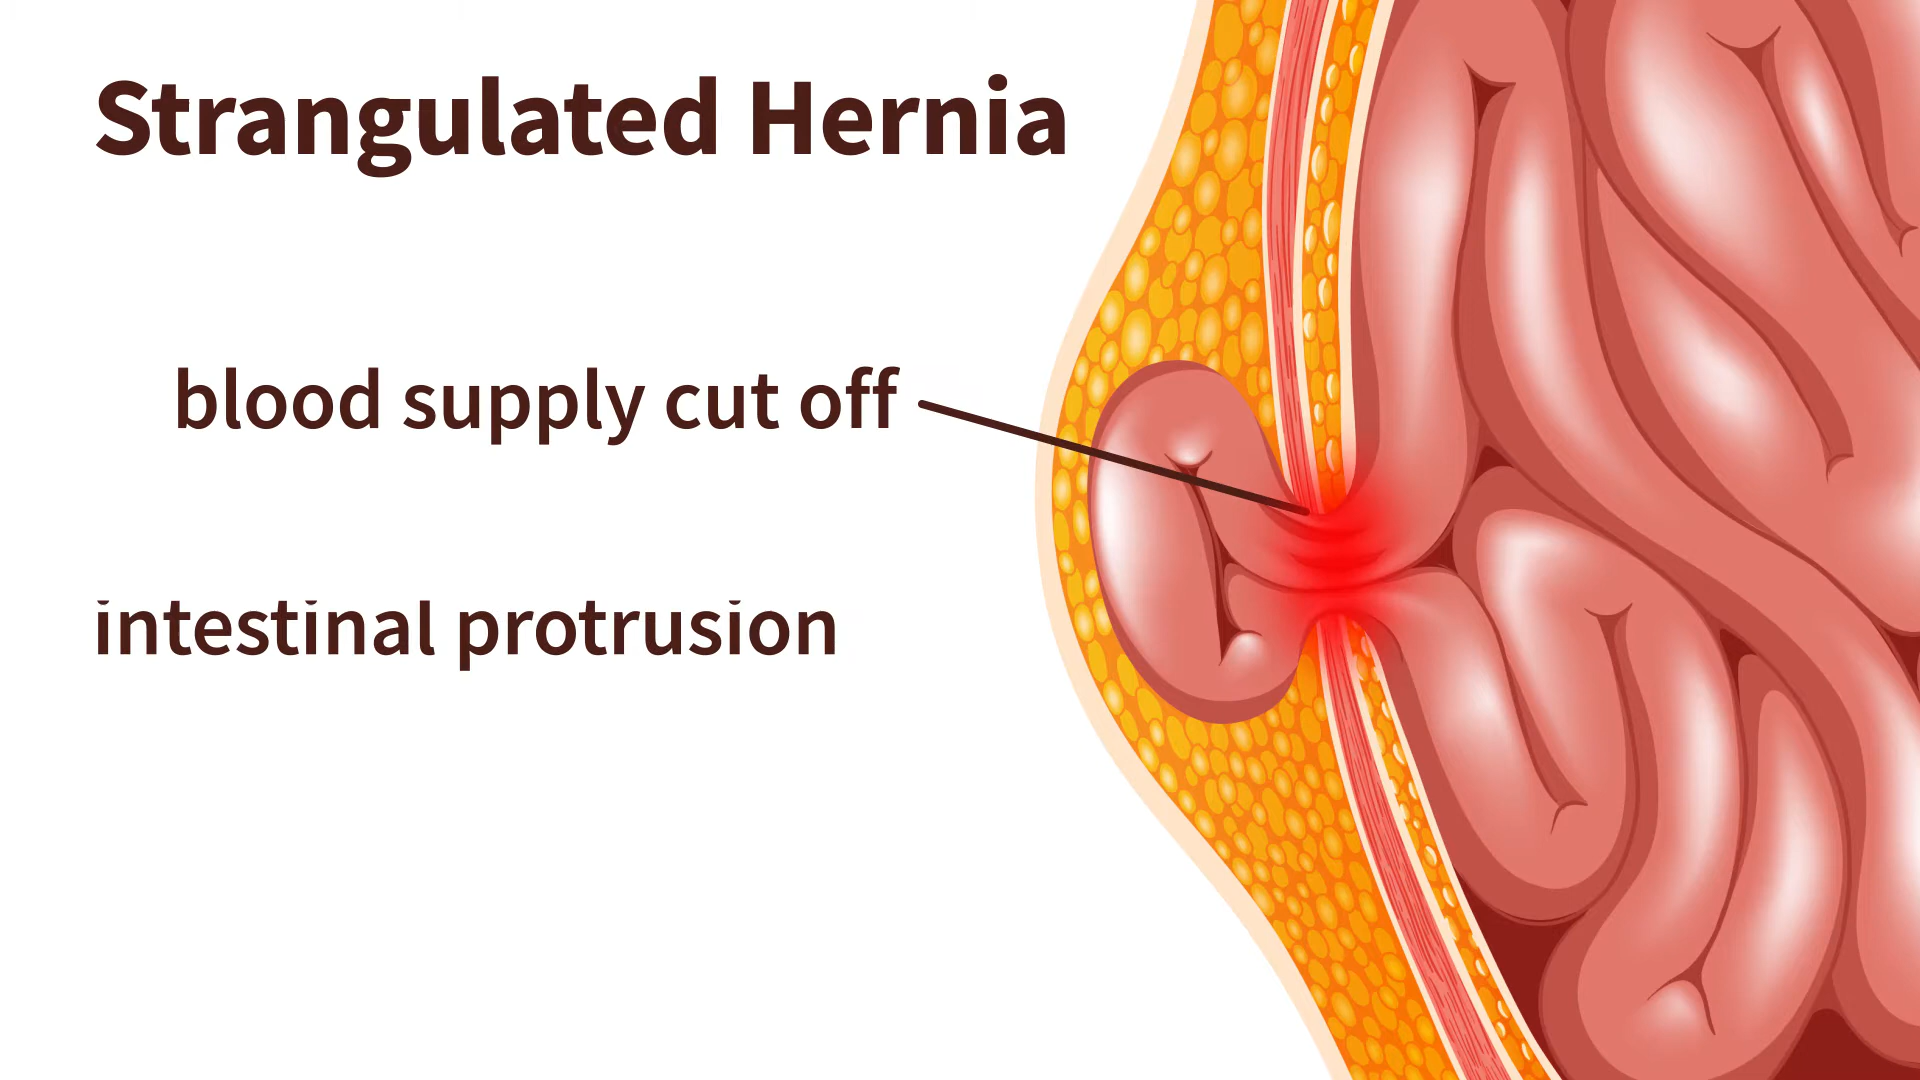 Strangulated Hernia
blood supply cut off
intestinal protrusion